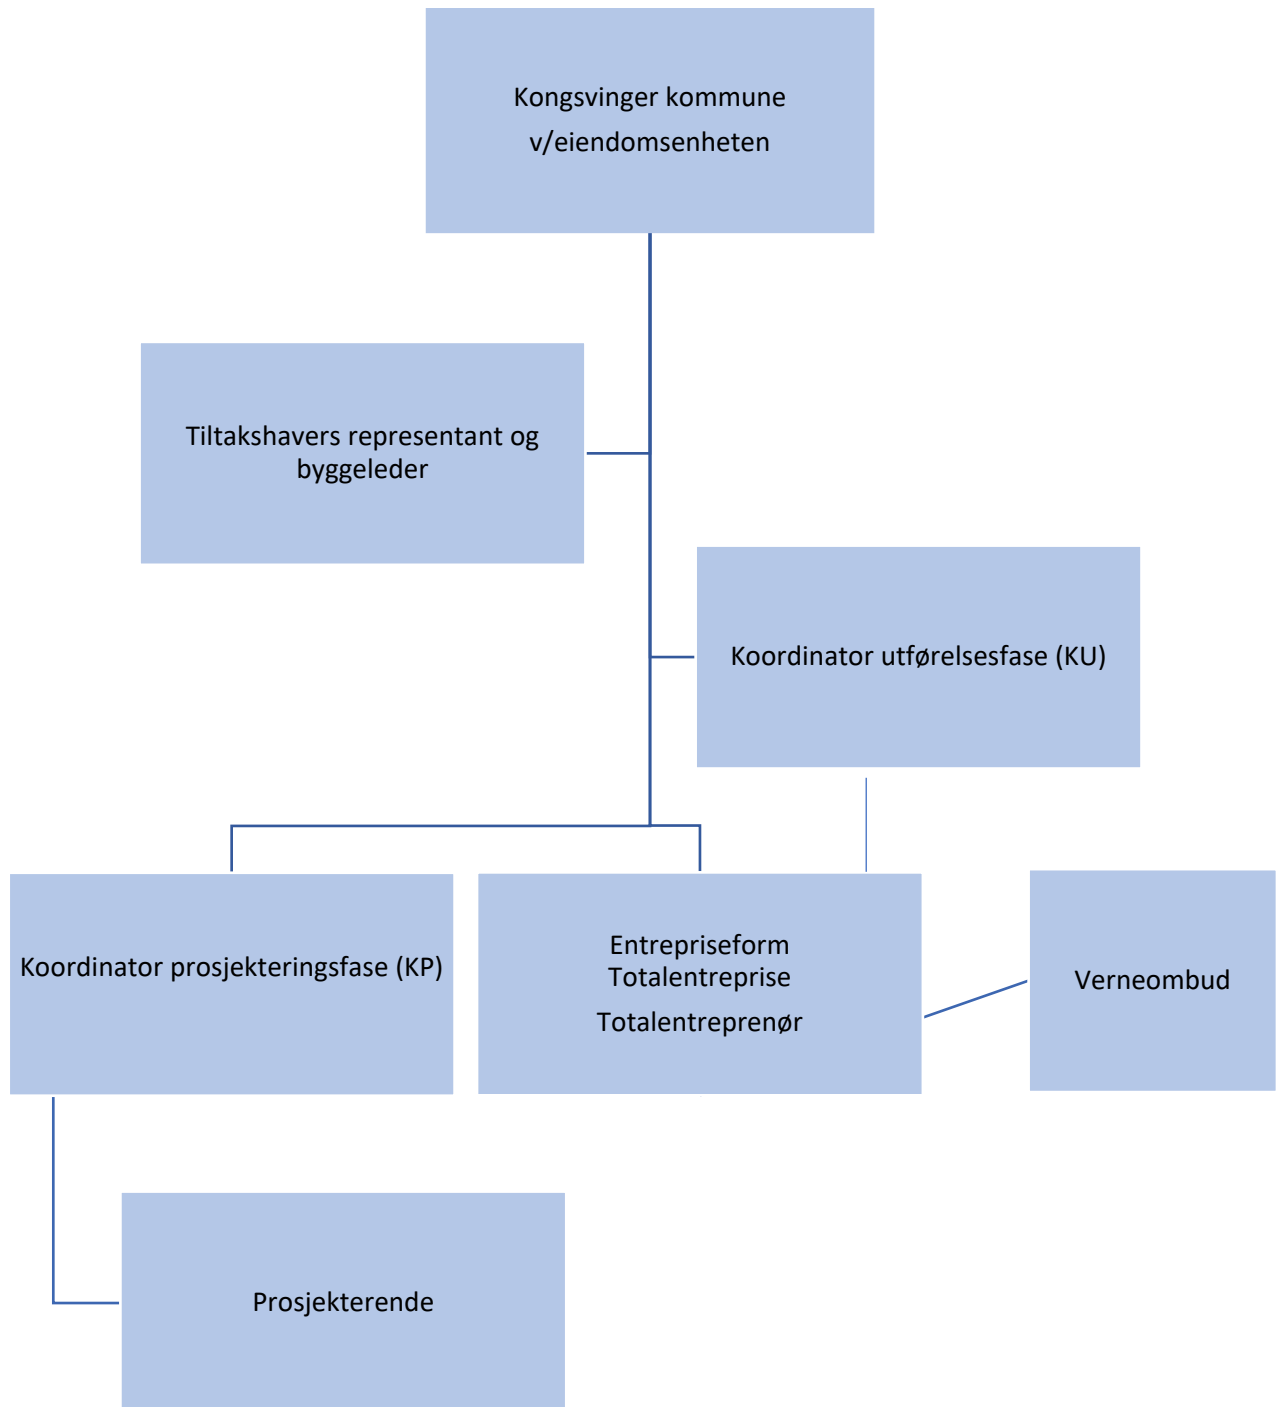 Kongsvinger kommune
v/eiendomsenheten
Tiltakshavers representant og
byggeleder
Koordinator utførelsesfase (KU)
Koordinator prosjekteringsfase (KP)
Entrepriseform
Totalentreprise
Totalentreprenør
Verneombud
Prosjekterende